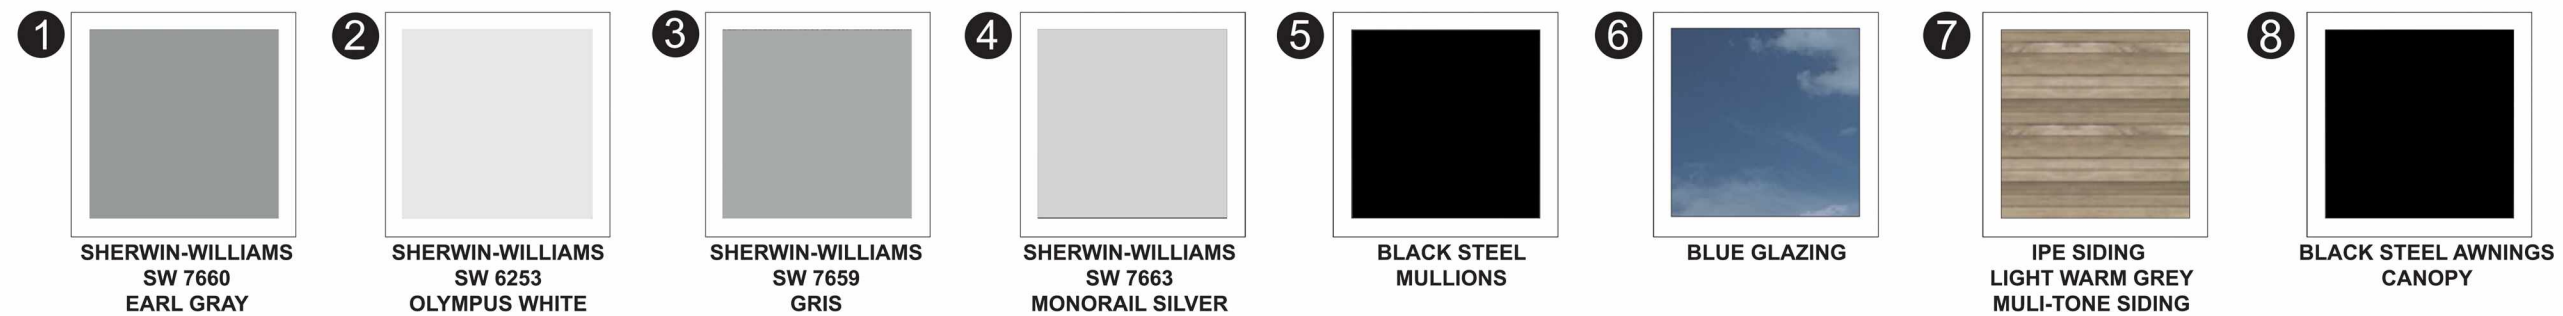 1
SHERWIN-WILLIAMS
SW 7660
EARL GRAY
2
SHERWIN-WILLIAMS
SW 6253
OLYMPUS WHITE
3
SHERWIN-WILLIAMS
SW 7659
GRIS
4
SHERWIN-WILLIAMS
SW 7663
MONORAIL SILVER
5
BLACK STEEL
MULLIONS
6
BLUE GLAZING
7
IPE SIDING
LIGHT WARM GREY
MULI-TONE SIDING
8
BLACK STEEL AWNINGS
CANOPY